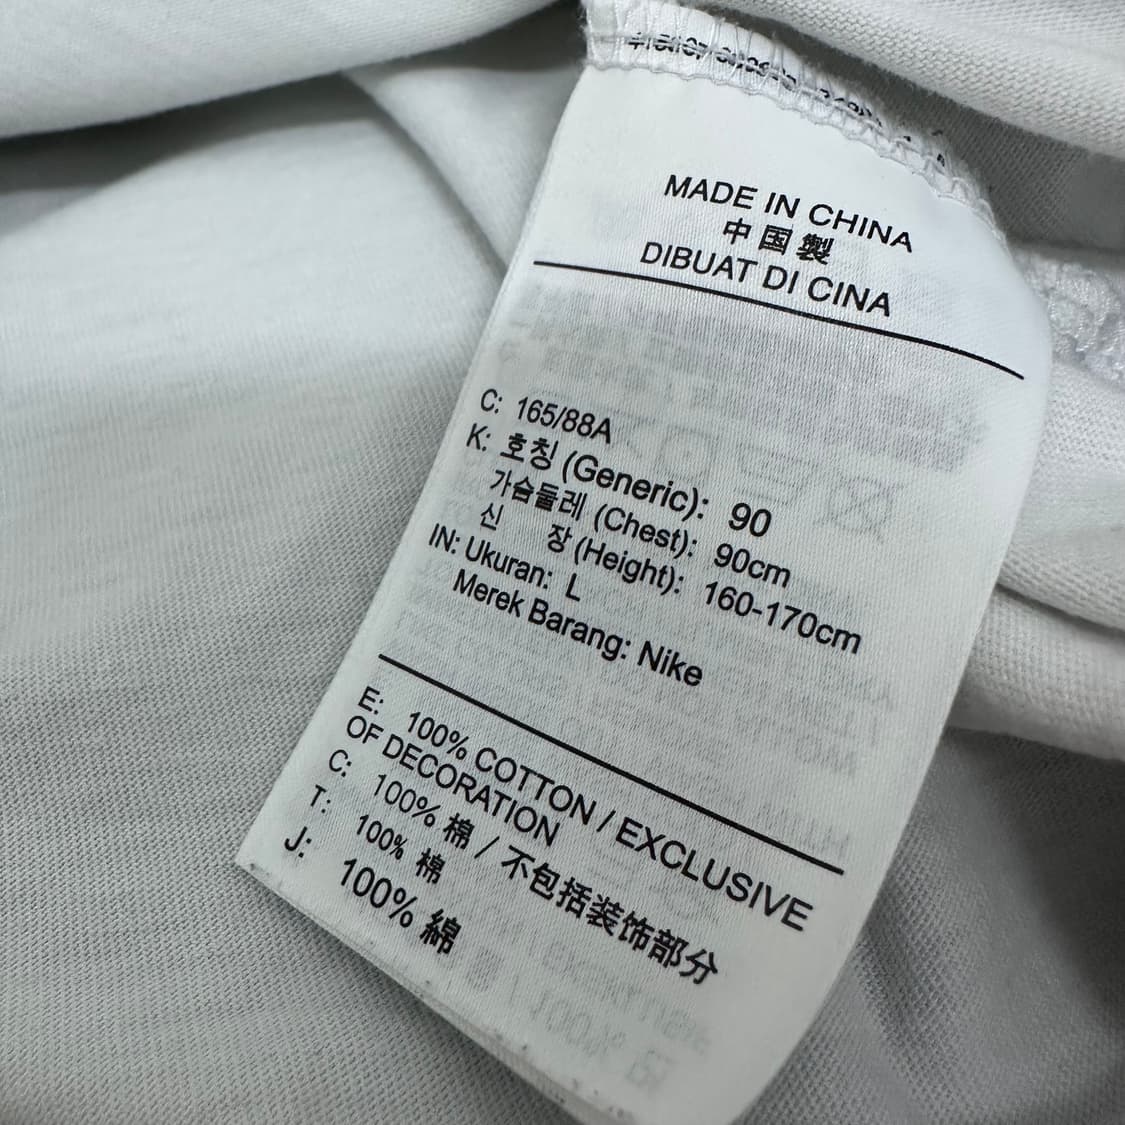 MADE IN CHINA
中国製
DIBUAT DI CINA
C: 165/88A
K: 호칭 (Generic): 90
가슴둘레 (Chest): 90cm
신 장 (Height): 160-170cm
IN: Ukuran: L
Merek Barang: Nike
E: 100% COTTON / EXCLUSIVE
OF DECORATION
C: 100% 棉 / 不包括装饰部分
T: 100% 棉
J: 100% 綿